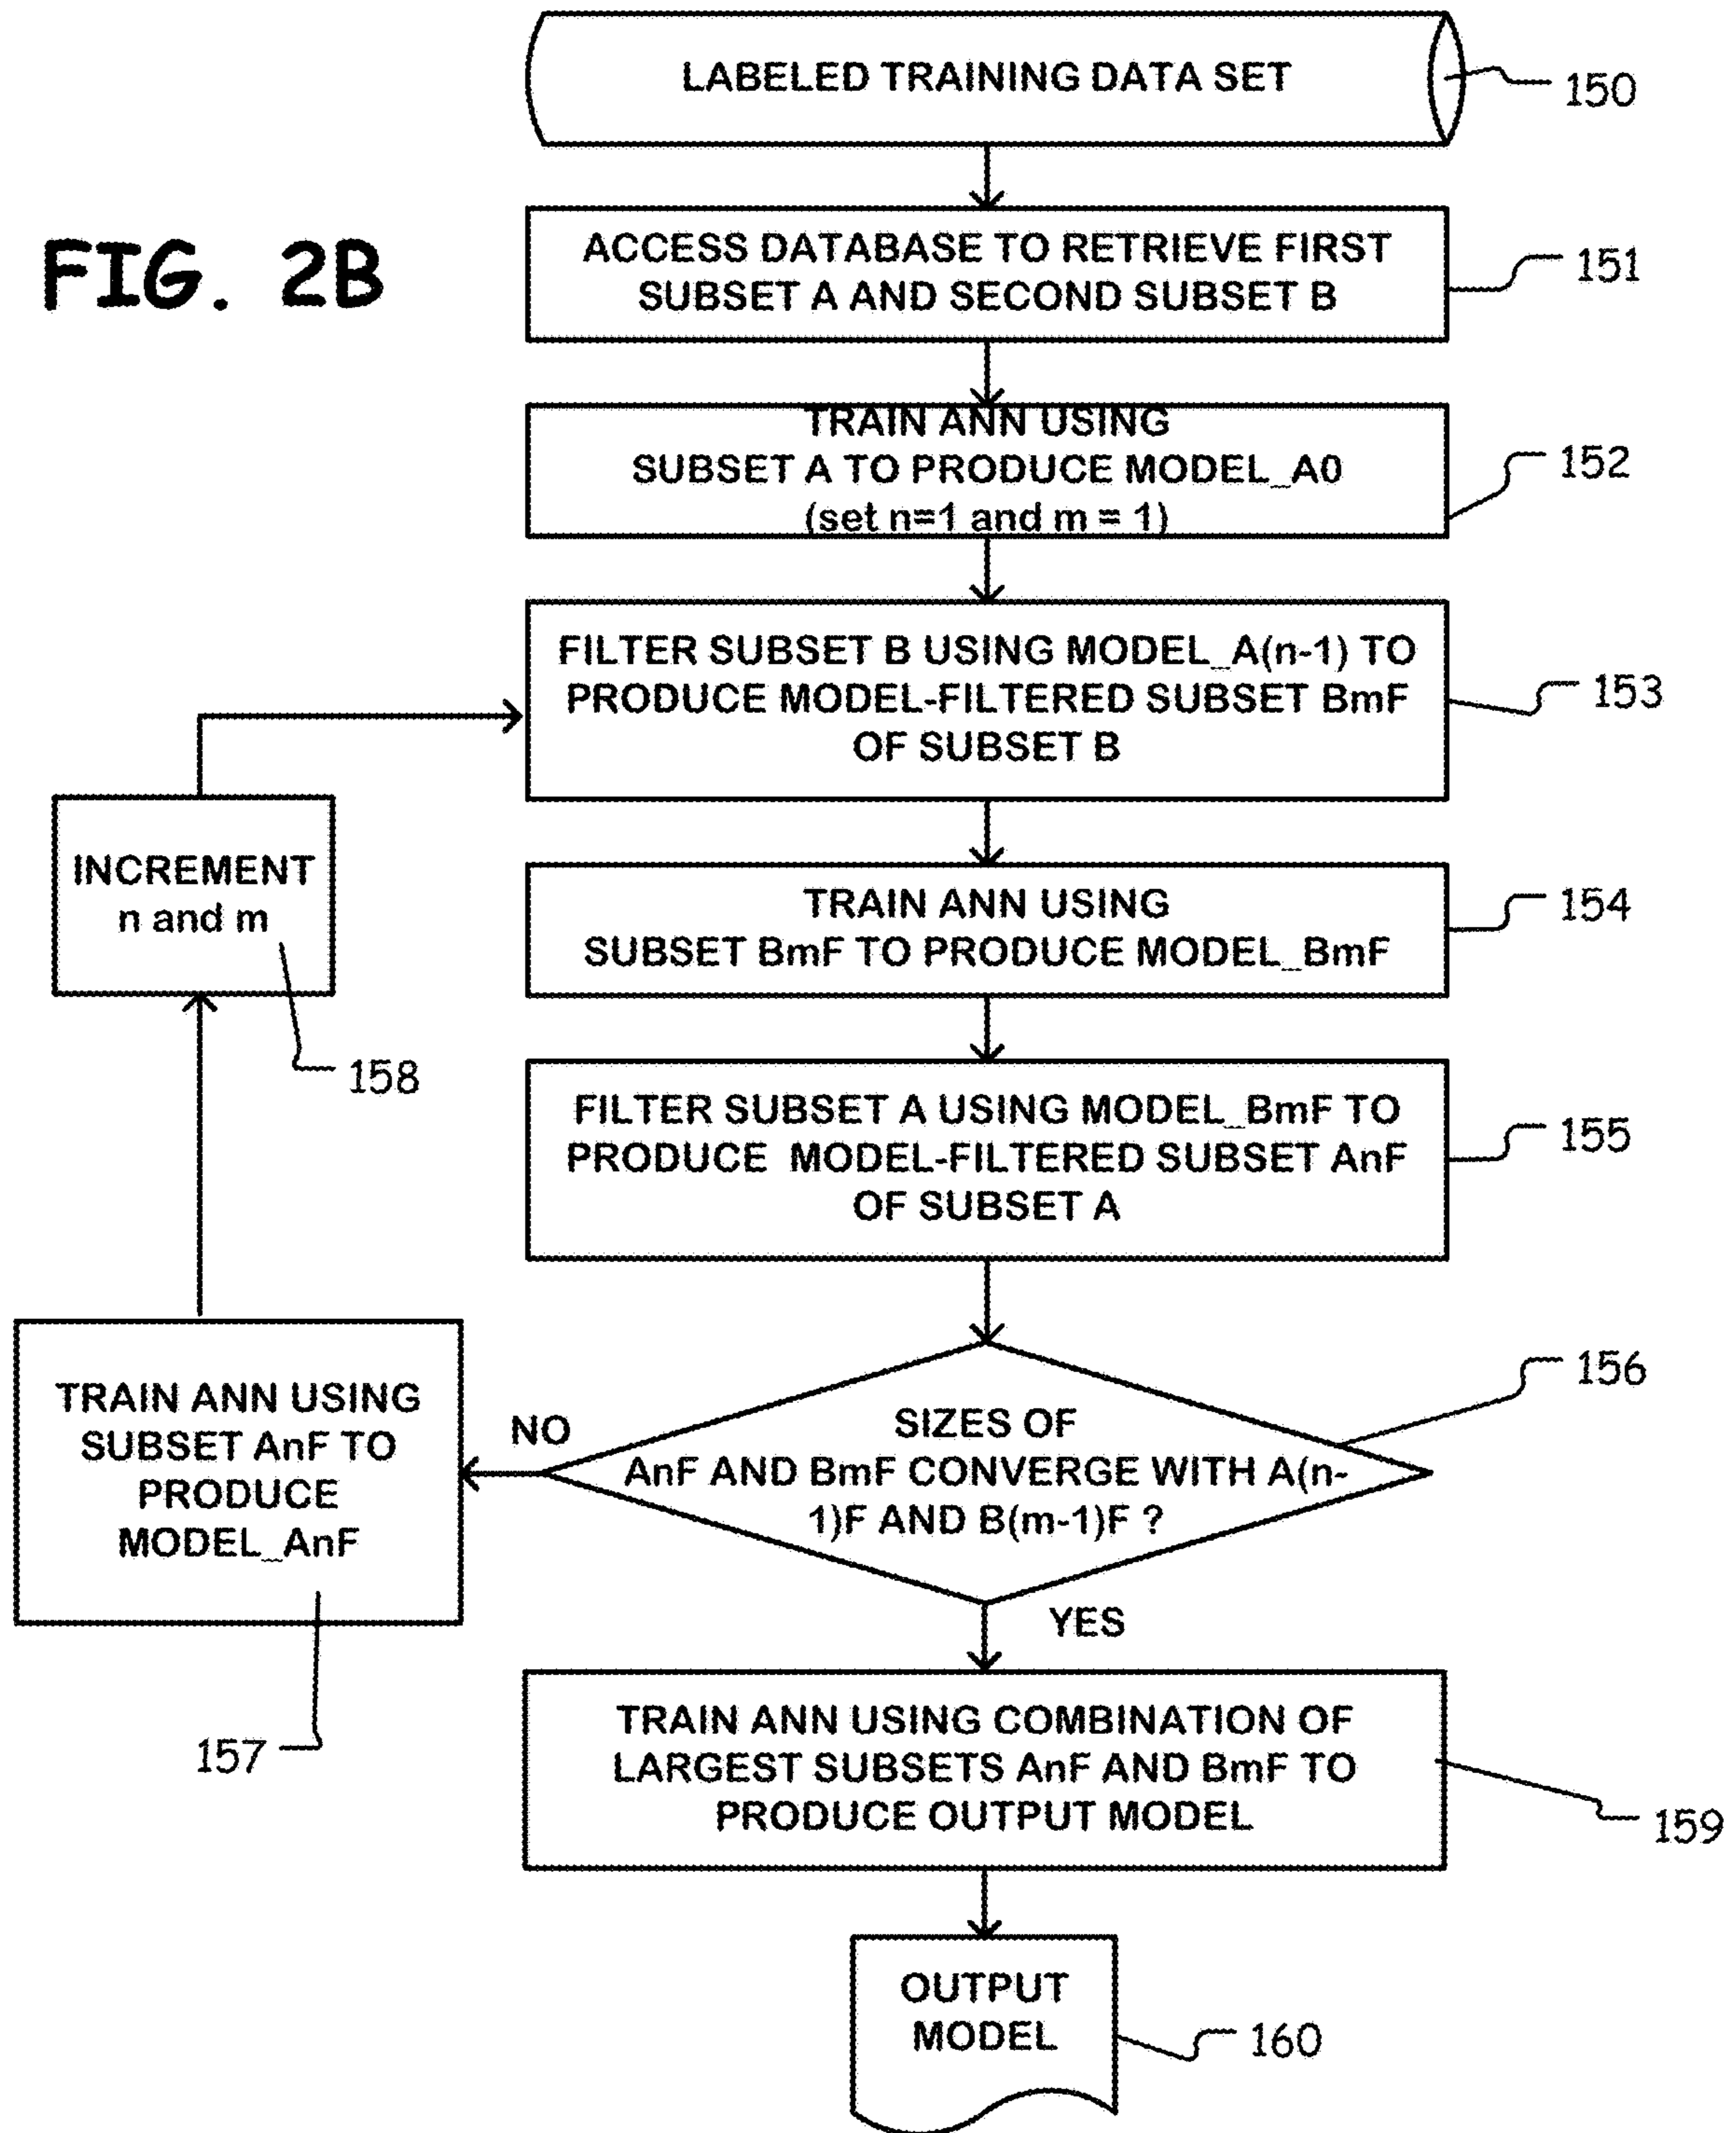 LABELED TRAINING DATA SET
150
FIG. 2B
ACCESS DATABASE TO RETRIEVE FIRST
SUBSET A AND SECOND SUBSET B
151
TRAIN ANN USING
SUBSET A TO PRODUCE MODEL_A0
(set n=1 and m = 1)
152
FILTER SUBSET B USING MODEL_A(n-1) TO
PRODUCE MODEL-FILTERED SUBSET BmF
OF SUBSET B
153
INCREMENT
n and m
158
TRAIN ANN USING
SUBSET BmF TO PRODUCE MODEL_BmF
154
FILTER SUBSET A USING MODEL_BmF TO
PRODUCE MODEL-FILTERED SUBSET AnF
OF SUBSET A
155
SIZES OF
AnF AND BmF CONVERGE WITH A(n-
1)F AND B(m-1)F ?
156
NO
TRAIN ANN USING
SUBSET AnF TO
PRODUCE
MODEL_AnF
157
YES
TRAIN ANN USING COMBINATION OF
LARGEST SUBSETS AnF AND BmF TO
PRODUCE OUTPUT MODEL
159
OUTPUT
MODEL
160